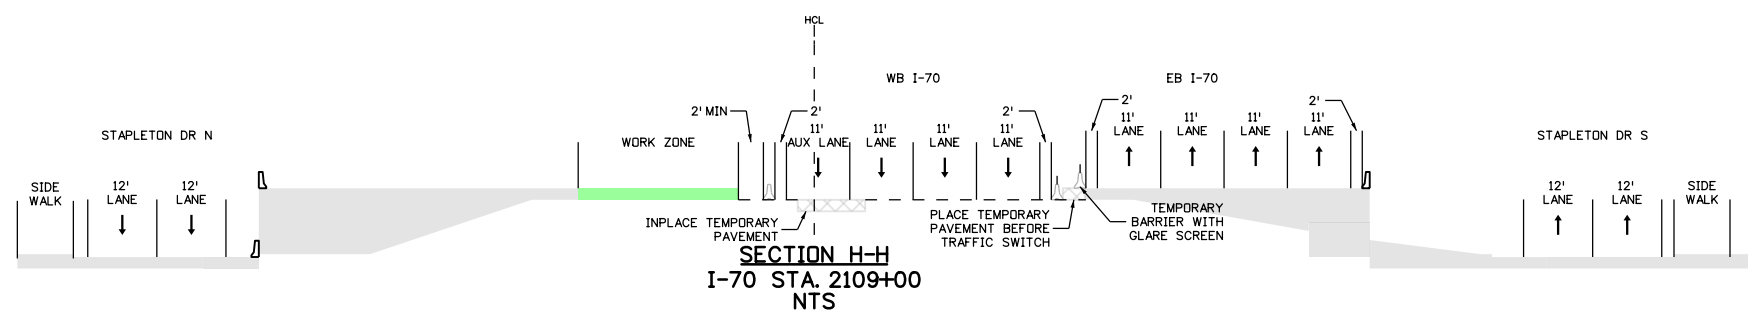 HCL
WB I-70
EB I-70
2' MIN
2'
2'
2'
2'
STAPLETON DR N
WORK ZONE
11'
AUX LANE
11'
LANE
11'
LANE
11'
LANE
11'
LANE
11'
LANE
11'
LANE
11'
LANE
STAPLETON DR S
SIDE
WALK
12'
LANE
12'
LANE
12'
LANE
12'
LANE
SIDE
WALK
INPLACE TEMPORARY
PAVEMENT
PLACE TEMPORARY
PAVEMENT BEFORE
TRAFFIC SWITCH
TEMPORARY
BARRIER WITH
GLARE SCREEN
SECTION H-H
I-70 STA. 2109+00
NTS